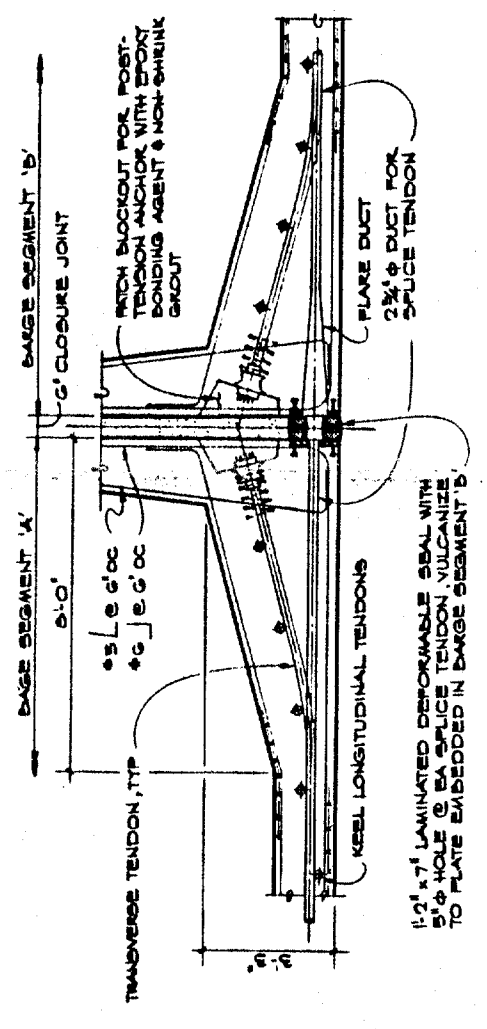 BAGE SEGMENT 'A'
BARGE SEGMENT 'B'
6" CLOSURE JOINT
8'-0"
#5 @ 6" OC
#6 @ 6" OC
PATCH BLOCKOUT FOR POST-
TENSION ANCHOR WITH EPOXY
BONDING AGENT & NON-SHRINK
GROUT
TRANSVERSE TENDON, TYP
3'-3"
KEEL LONGITUDINAL TENDONS
FLARE DUCT
2¾" φ DUCT FOR
SPLICE TENDON
1'-2" x 7" LAMINATED DEFORMABLE SEAL WITH
5" φ HOLE @ EA SPLICE TENDON, VULCANIZE
TO PLATE EMBEDDED IN BARGE SEGMENT 'B'